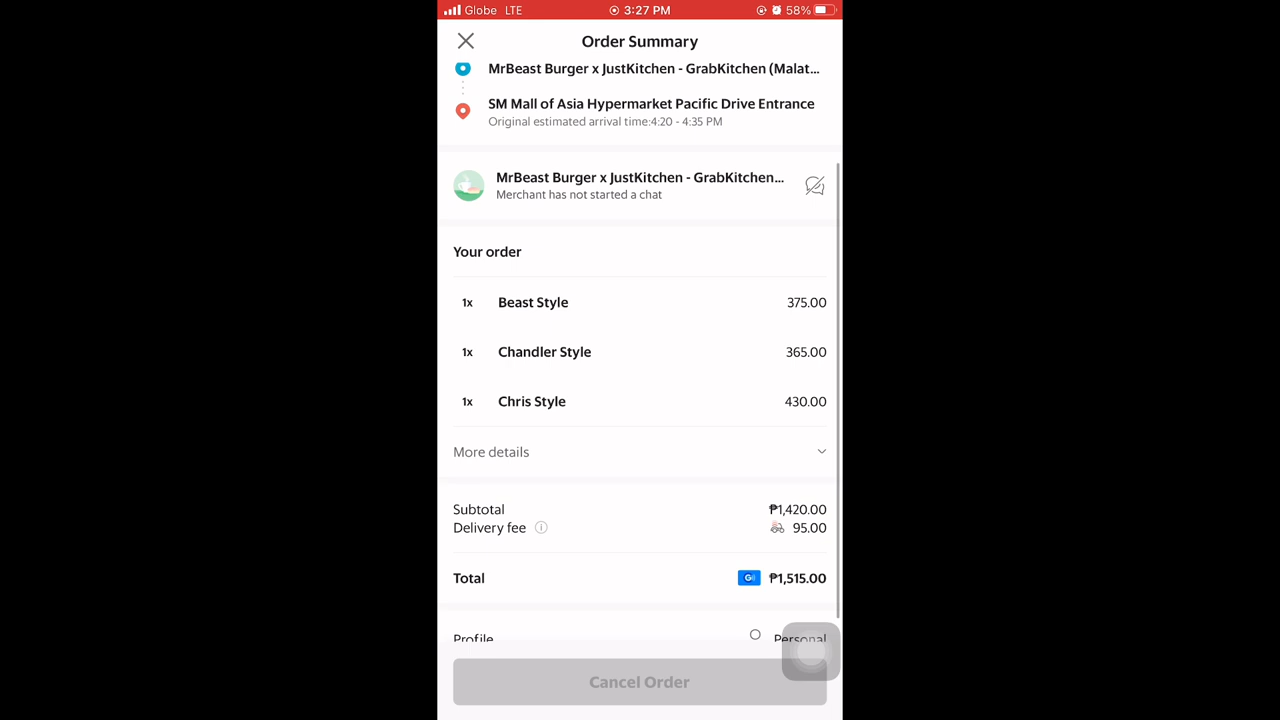 Globe LTE 3:27 PM 58%
Order Summary
MrBeast Burger x JustKitchen - GrabKitchen (Malat...
SM Mall of Asia Hypermarket Pacific Drive Entrance
Original estimated arrival time:4:20 - 4:35 PM
MrBeast Burger x JustKitchen - GrabKitchen...
Merchant has not started a chat
Your order
1x Beast Style 375.00
1x Chandler Style 365.00
1x Chris Style 430.00
More details
Subtotal ₱1,420.00
Delivery fee 95.00
Total G ₱1,515.00
Profile Personal
Cancel Order